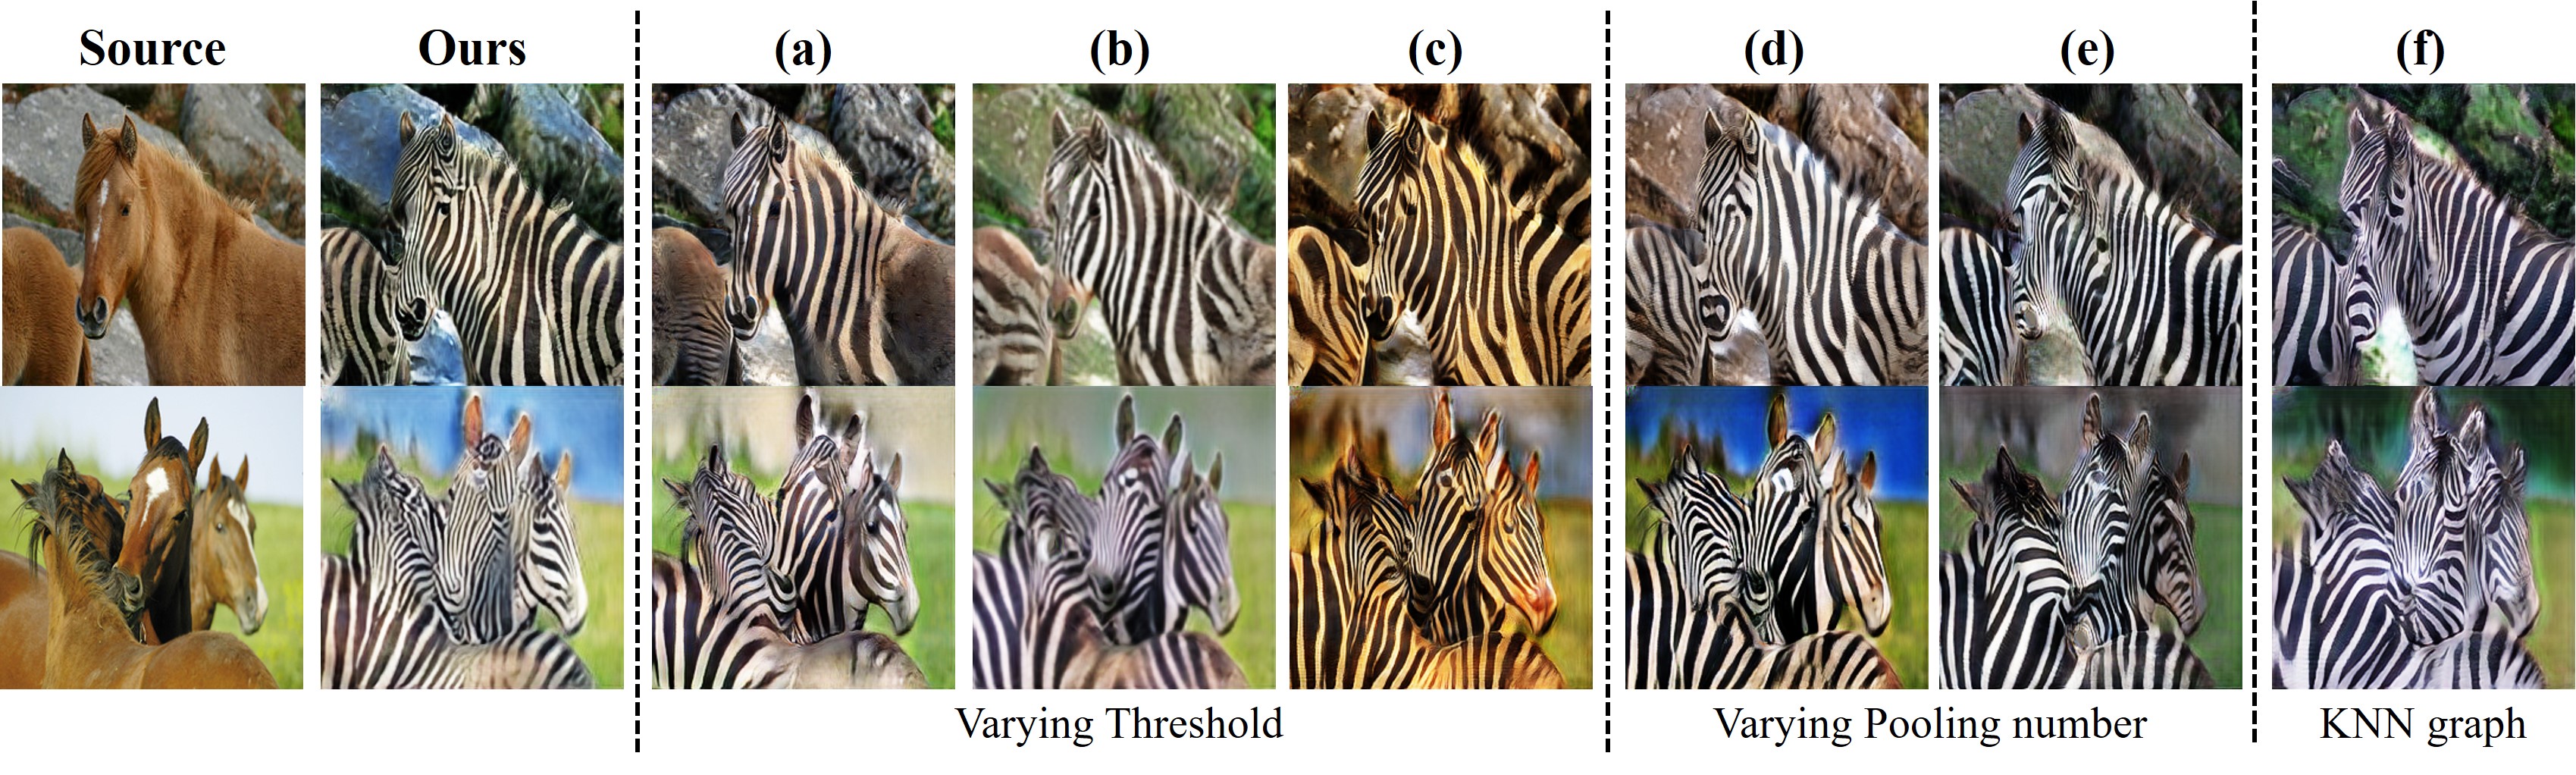 Source Ours (a) (b) (c) (d) (e) (f)
Varying Threshold Varying Pooling number KNN graph